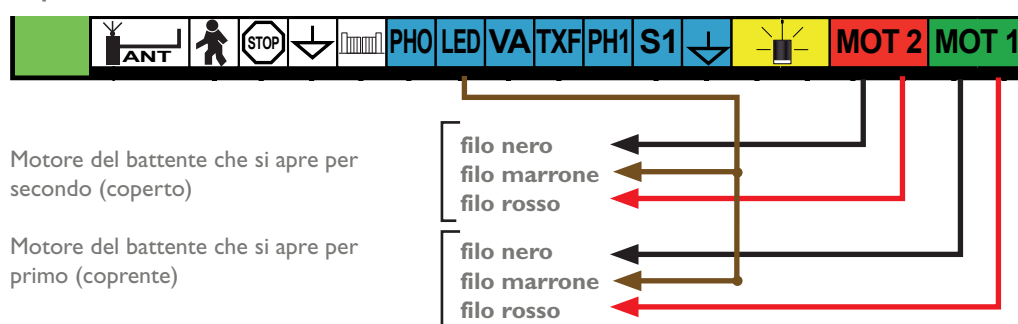 ANT STOP PHO LED VA TXF PH1 S1 MOT 2 MOT 1
Motore del battente che si apre per
secondo (coperto)
filo nero
filo marrone
filo rosso
Motore del battente che si apre per
primo (coprente)
filo nero
filo marrone
filo rosso